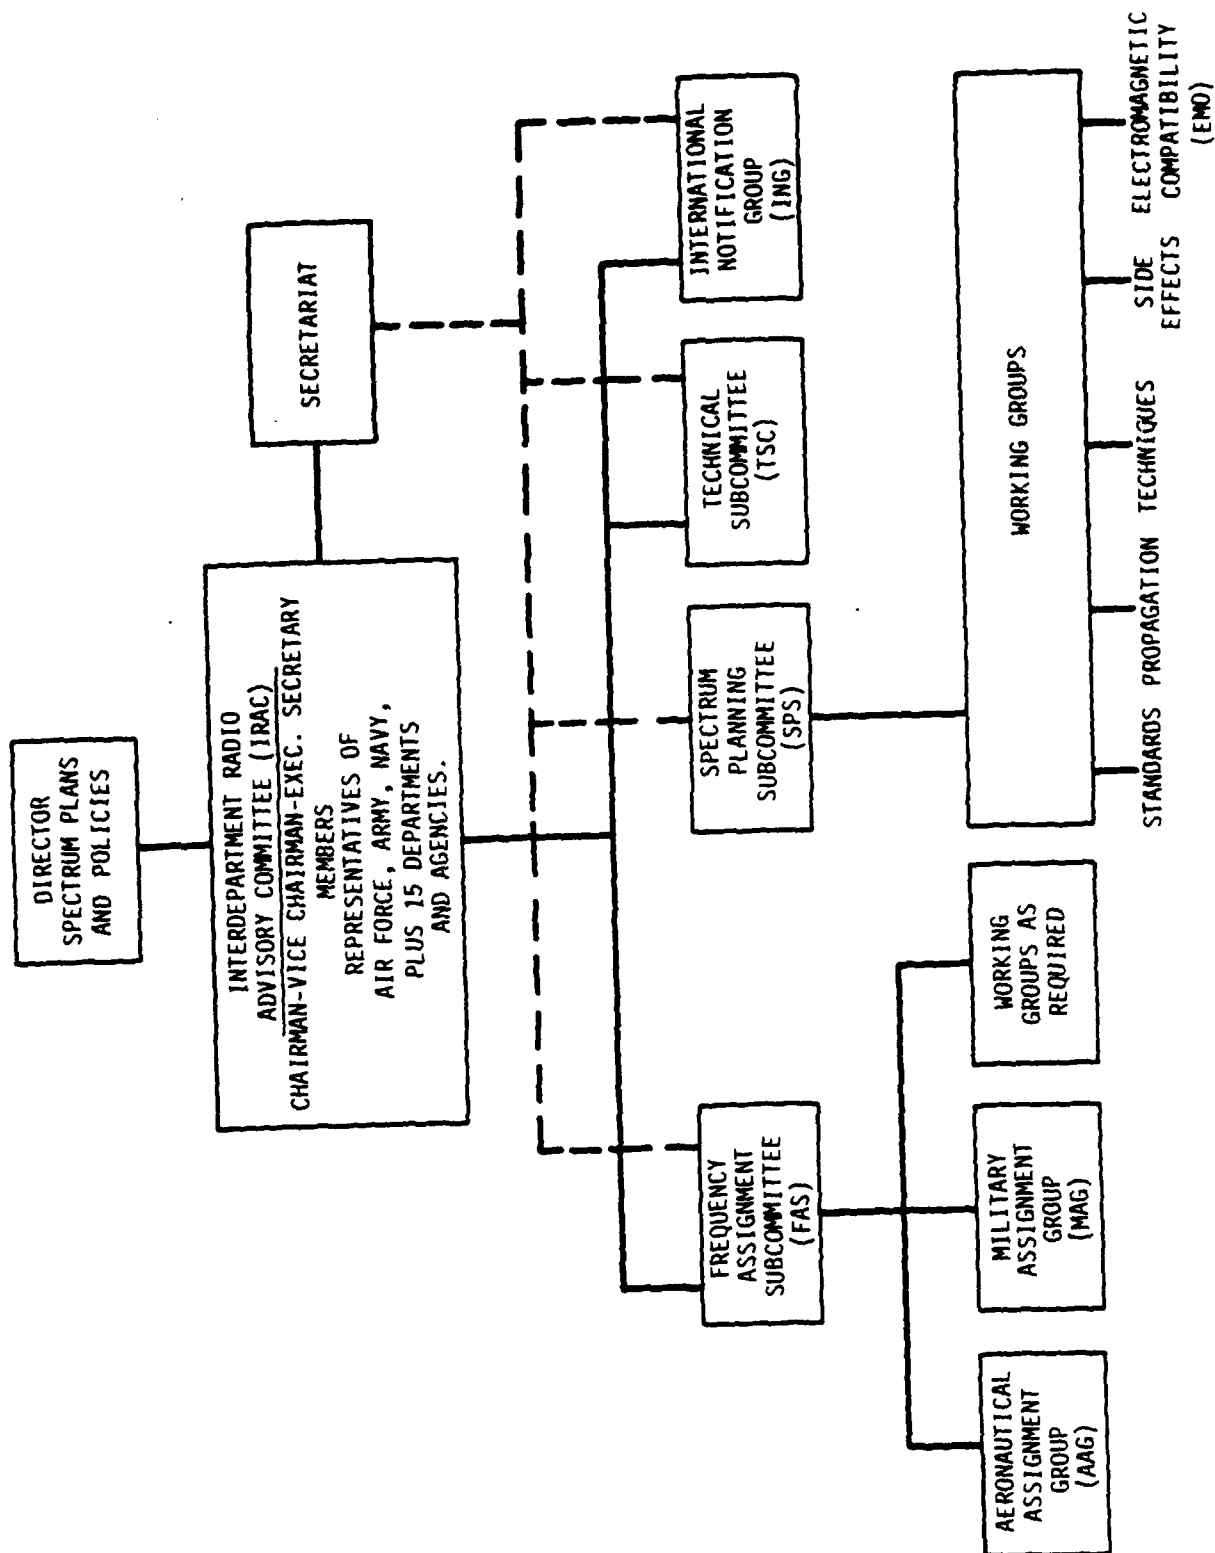 DIRECTOR
SPECTRUM PLANS
AND POLICIES
INTERDEPARTMENT RADIO
ADVISORY COMMITTEE (IRAC)
CHAIRMAN-VICE CHAIRMAN-EXEC. SECRETARY
MEMBERS
REPRESENTATIVES OF
AIR FORCE, ARMY, NAVY,
PLUS 15 DEPARTMENTS
AND AGENCIES.
SECRETARIAT
FREQUENCY
ASSIGNMENT
SUBCOMMITTEE
(FAS)
SPECTRUM
PLANNING
SUBCOMMITTEE
(SPS)
TECHNICAL
SUBCOMMITTEE
(TSC)
INTERNATIONAL
NOTIFICATION
GROUP
(ING)
AERONAUTICAL
ASSIGNMENT
GROUP
(AAG)
MILITARY
ASSIGNMENT
GROUP
(MAG)
WORKING
GROUPS AS
REQUIRED
WORKING GROUPS
STANDARDS
PROPAGATION
TECHNIQUES
SIDE
EFFECTS
ELECTROMAGNETIC
COMPATIBILITY
(EMO)